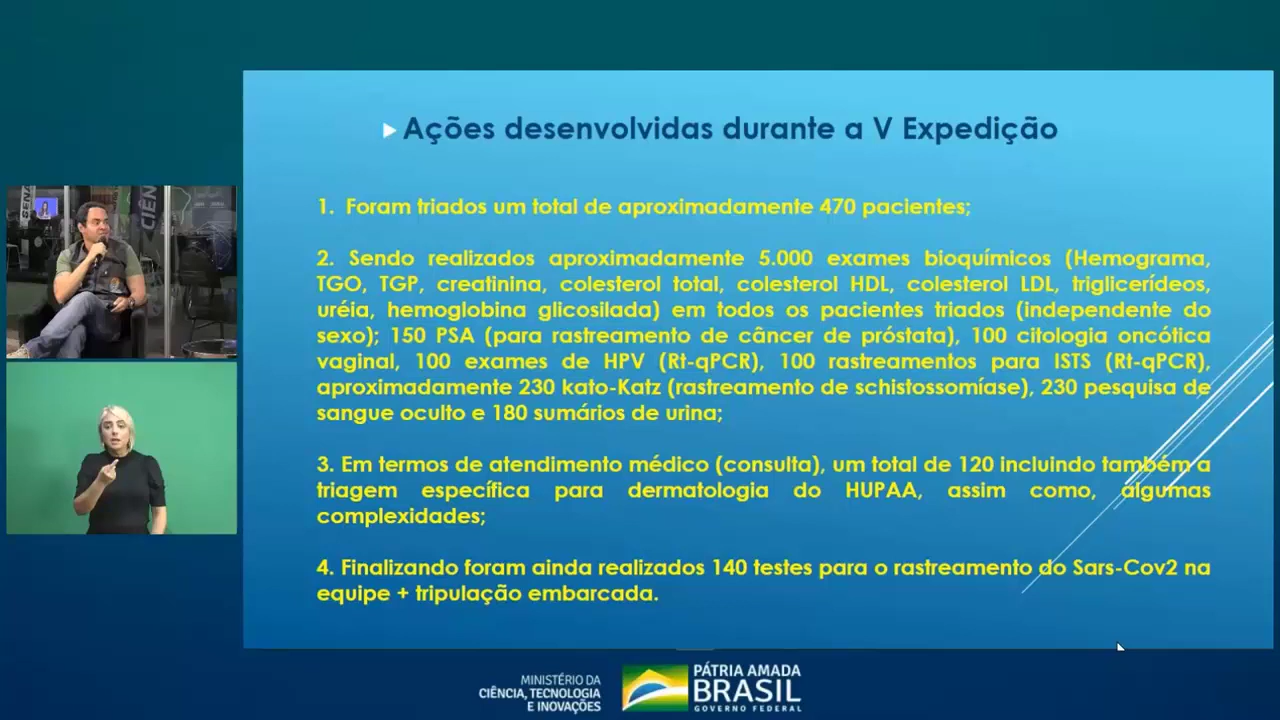 Ações desenvolvidas durante a V Expedição
1. Foram triados um total de aproximadamente 470 pacientes;
2. Sendo realizados aproximadamente 5.000 exames bioquímicos (Hemograma,
TGO, TGP, creatinina, colesterol total, colesterol HDL, colesterol LDL, triglicerídeos,
uréia, hemoglobina glicosilada) em todos os pacientes triados (independente do
sexo); 150 PSA (para rastreamento de câncer de próstata), 100 citologia oncótica
vaginal, 100 exames de HPV (Rt-qPCR), 100 rastreamentos para ISTS (Rt-qPCR),
aproximadamente 230 kato-Katz (rastreamento de schistossomíase), 230 pesquisa de
sangue oculto e 180 sumários de urina;
3. Em termos de atendimento médico (consulta), um total de 120 incluindo também a
triagem específica para dermatologia do HUPAA, assim como, algumas
complexidades;
4. Finalizando foram ainda realizados 140 testes para o rastreamento do Sars-Cov2 na
equipe + tripulação embarcada.
CIÊN
MINISTÉRIO DA
CIÊNCIA, TECNOLOGIA
E INOVAÇÕES
PÁTRIA AMADA
BRASIL
GOVERNO FEDERAL